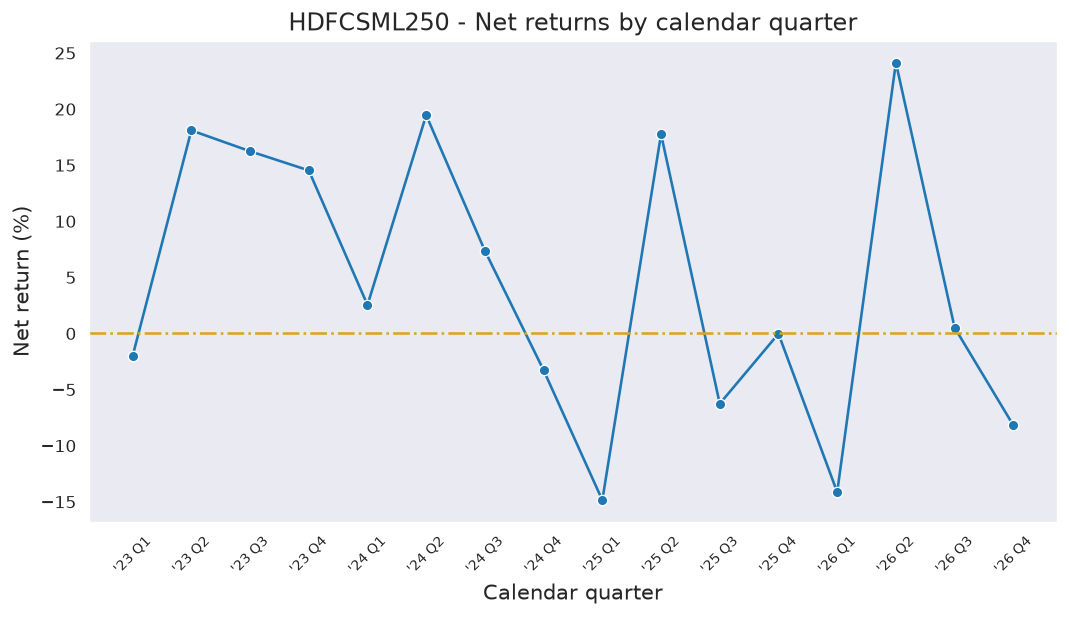 HDFCSML250 - Net returns by calendar quarter
Net return (%)
25
20
15
10
5
0
−5
−10
−15
'23 Q1
'23 Q2
'23 Q3
'23 Q4
'24 Q1
'24 Q2
'24 Q3
'24 Q4
'25 Q1
'25 Q2
'25 Q3
'25 Q4
'26 Q1
'26 Q2
'26 Q3
'26 Q4
Calendar quarter